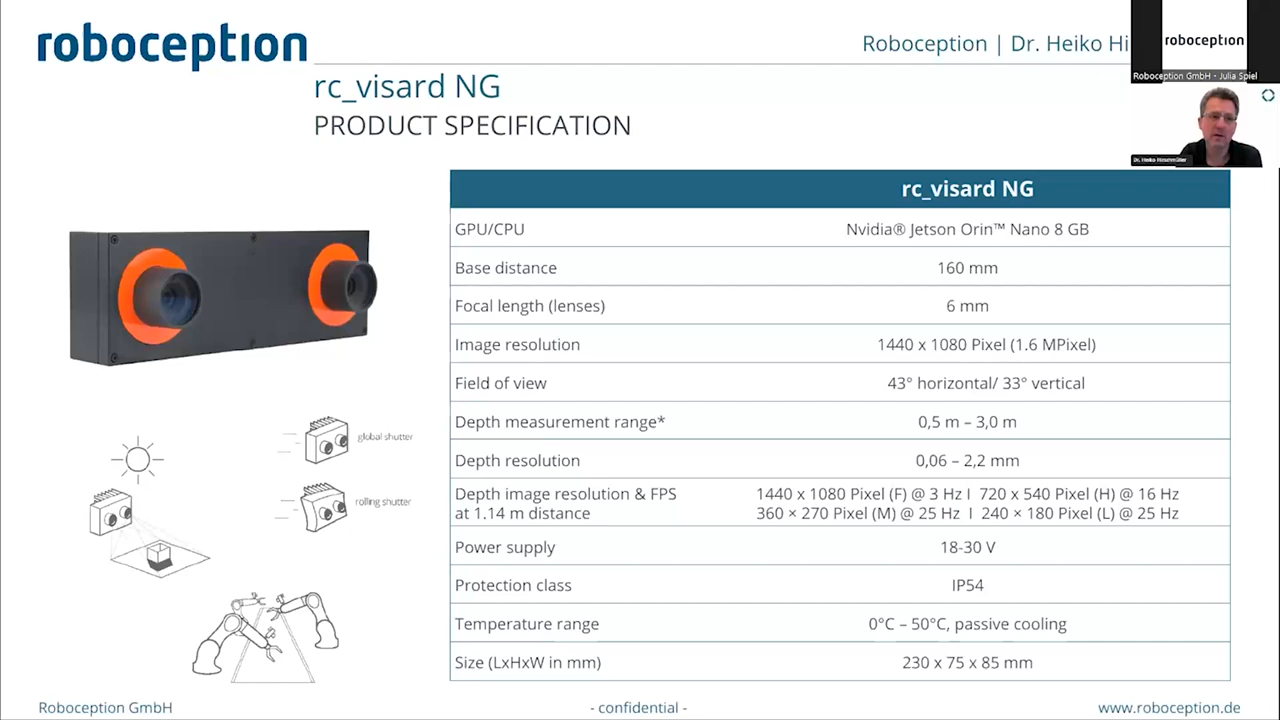 roboception
Roboception | Dr. Heiko Hi
roboception
Roboception GmbH - Julia Spiel
Dr. Heiko Hirschmüller
rc_visard NG
PRODUCT SPECIFICATION
rc_visard NG
GPU/CPU Nvidia® Jetson Orin™ Nano 8 GB
Base distance 160 mm
Focal length (lenses) 6 mm
Image resolution 1440 x 1080 Pixel (1.6 MPixel)
Field of view 43° horizontal/ 33° vertical
Depth measurement range* 0,5 m – 3,0 m
Depth resolution 0,06 – 2,2 mm
Depth image resolution & FPS 1440 x 1080 Pixel (F) @ 3 Hz I 720 x 540 Pixel (H) @ 16 Hz
at 1.14 m distance 360 × 270 Pixel (M) @ 25 Hz I 240 × 180 Pixel (L) @ 25 Hz
Power supply 18-30 V
Protection class IP54
Temperature range 0°C – 50°C, passive cooling
Size (LxHxW in mm) 230 x 75 x 85 mm
global shutter
rolling shutter
Roboception GmbH
- confidential -
www.roboception.de